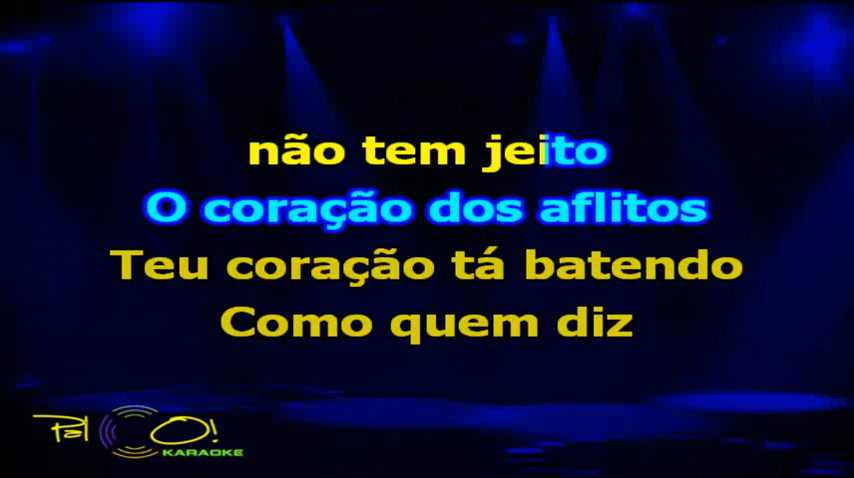 não tem jeito
O coração dos aflitos
Teu coração tá batendo
Como quem diz
Pal CO!
KARAOKE